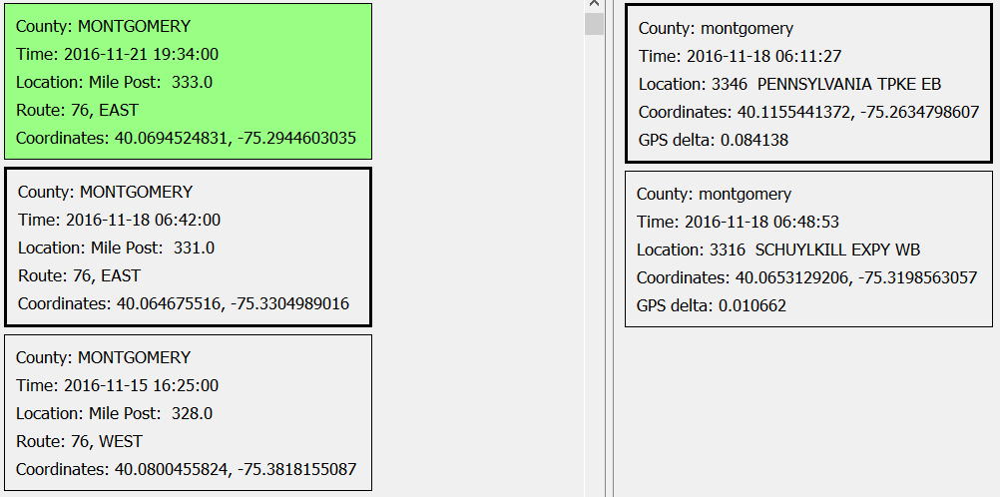 County: MONTGOMERY
Time: 2016-11-21 19:34:00
Location: Mile Post:  333.0
Route: 76, EAST
Coordinates: 40.0694524831, -75.2944603035
County: MONTGOMERY
Time: 2016-11-18 06:42:00
Location: Mile Post:  331.0
Route: 76, EAST
Coordinates: 40.064675516, -75.3304989016
County: MONTGOMERY
Time: 2016-11-15 16:25:00
Location: Mile Post:  328.0
Route: 76, WEST
Coordinates: 40.0800455824, -75.3818155087
County: montgomery
Time: 2016-11-18 06:11:27
Location: 3346  PENNSYLVANIA TPKE EB
Coordinates: 40.1155441372, -75.2634798607
GPS delta: 0.084138
County: montgomery
Time: 2016-11-18 06:48:53
Location: 3316  SCHUYLKILL EXPY WB
Coordinates: 40.0653129206, -75.3198563057
GPS delta: 0.010662